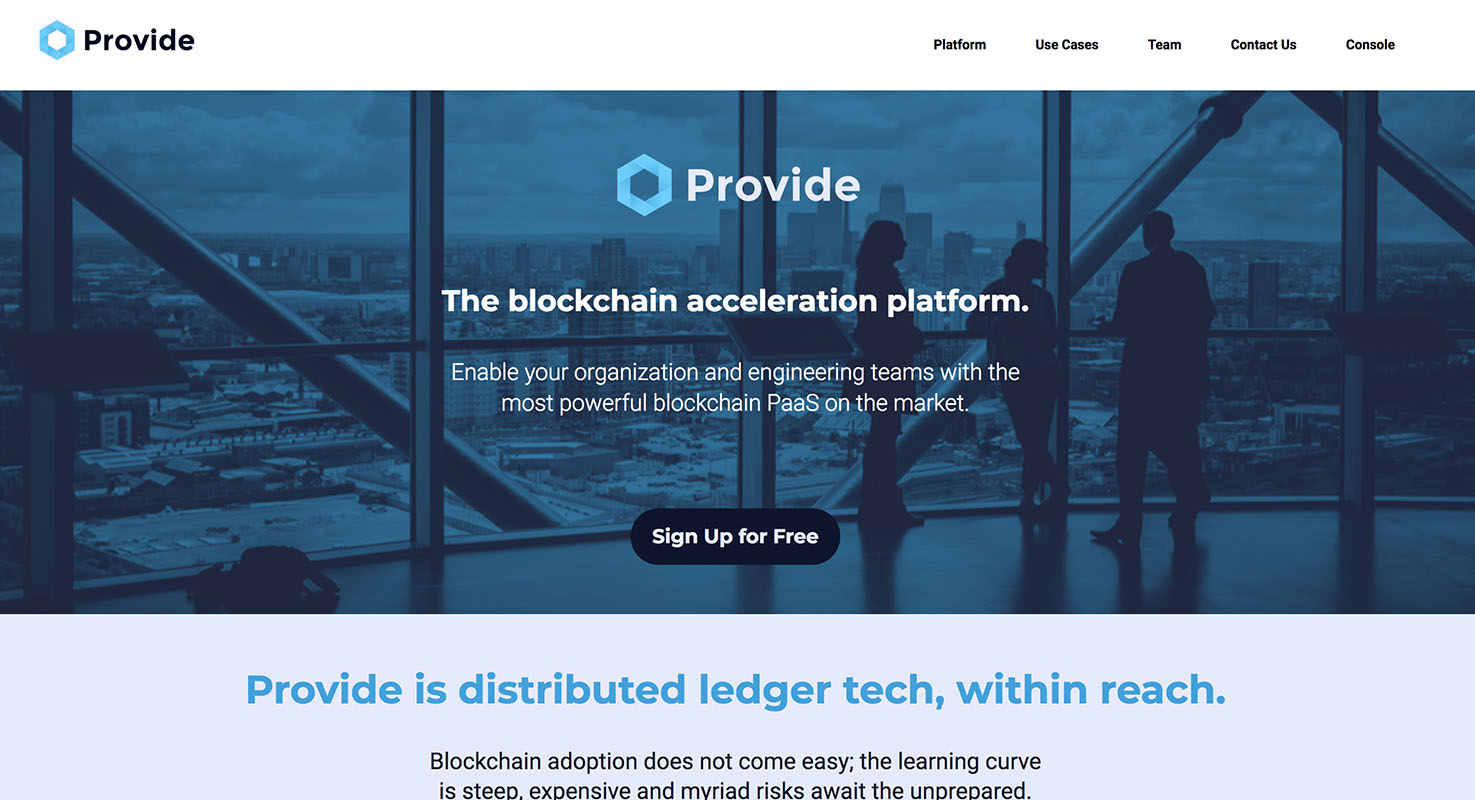 Provide
Platform Use Cases Team Contact Us Console
Provide
The blockchain acceleration platform.
Enable your organization and engineering teams with the
most powerful blockchain PaaS on the market.
Sign Up for Free
Provide is distributed ledger tech, within reach.
Blockchain adoption does not come easy; the learning curve
is steep, expensive and myriad risks await the unprepared.